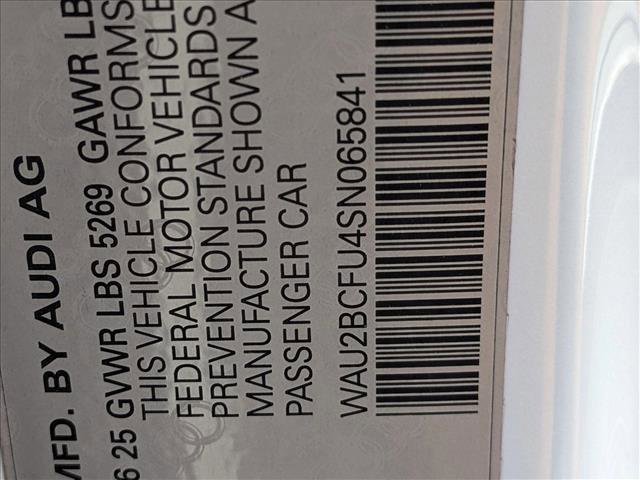 MFD. BY AUDI AG
6 25 GVWR LBS 5269 GAWR LB
THIS VEHICLE CONFORMS
FEDERAL MOTOR VEHICLE
PREVENTION STANDARDS
MANUFACTURE SHOWN A
PASSENGER CAR
WAU2BCFU4SN065841